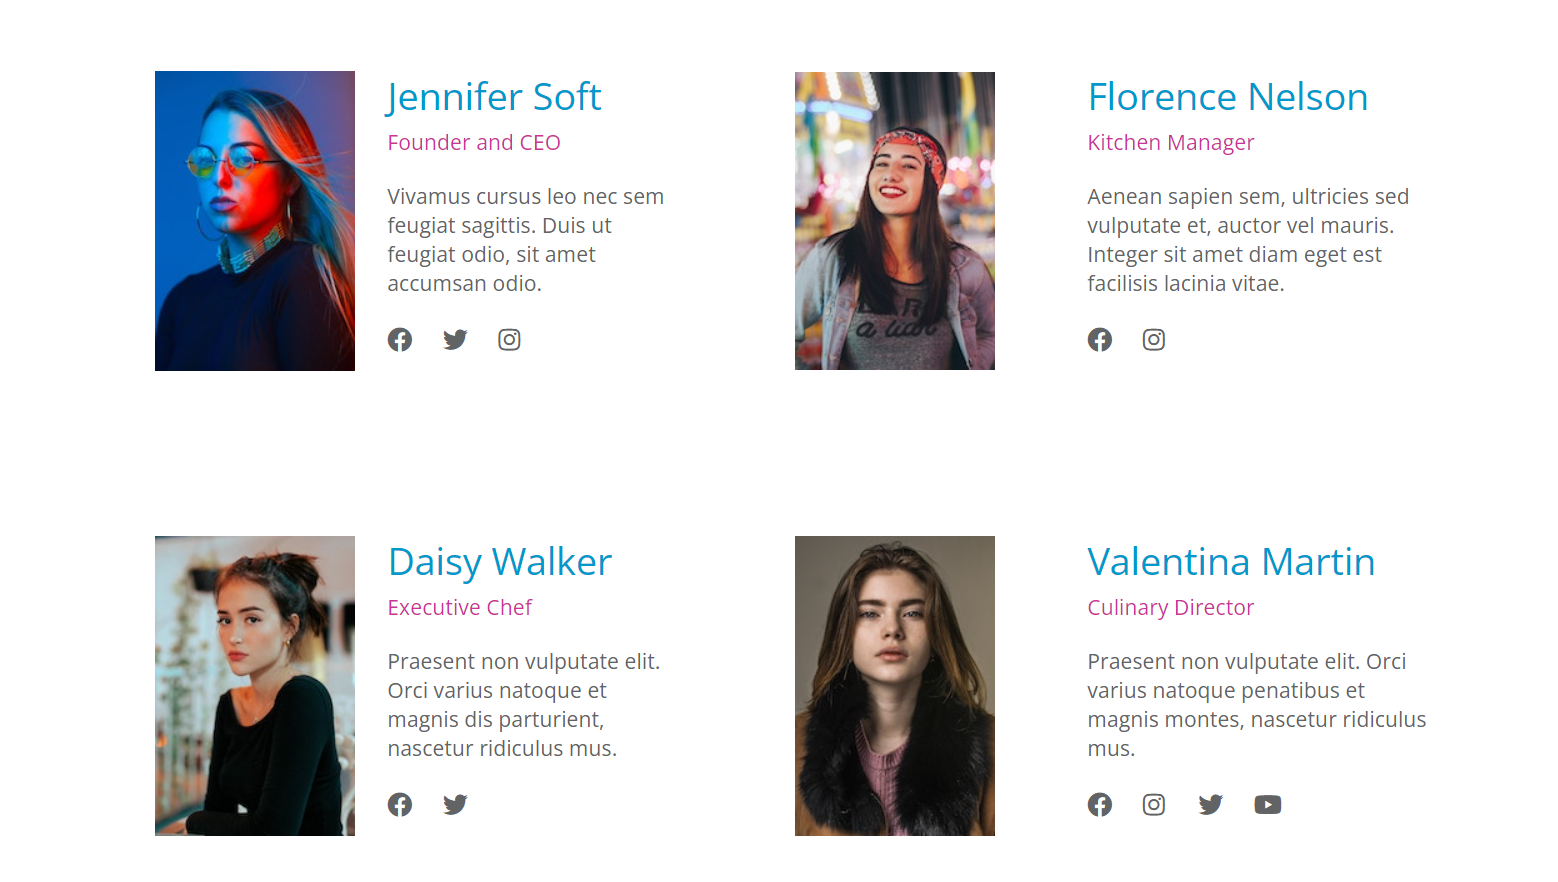 Jennifer Soft
Founder and CEO
Vivamus cursus leo nec sem
feugiat sagittis. Duis ut
feugiat odio, sit amet
accumsan odio.
Florence Nelson
Kitchen Manager
Aenean sapien sem, ultricies sed
vulputate et, auctor vel mauris.
Integer sit amet diam eget est
facilisis lacinia vitae.
Daisy Walker
Executive Chef
Praesent non vulputate elit.
Orci varius natoque et
magnis dis parturient,
nascetur ridiculus mus.
Valentina Martin
Culinary Director
Praesent non vulputate elit. Orci
varius natoque penatibus et
magnis montes, nascetur ridiculus
mus.